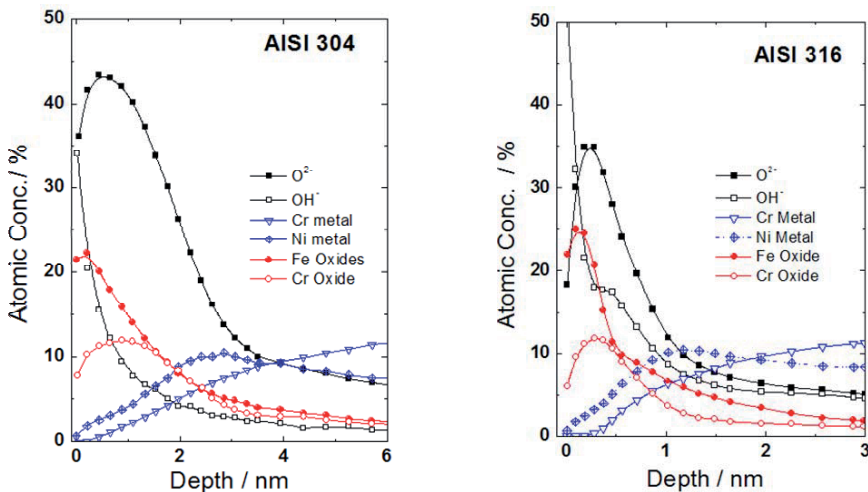 AISI 304
50
40
30
20
10
0
Atomic Conc./ %
O²⁻
OH⁻
Cr metal
Ni metal
Fe Oxides
Cr Oxide
0 2 4 6
Depth / nm
AISI 316
50
40
30
20
10
0
Atomic Conc. / %
O²⁻
OH⁻
Cr Metal
Ni Metal
Fe Oxide
Cr Oxide
0 1 2 3
Depth / nm